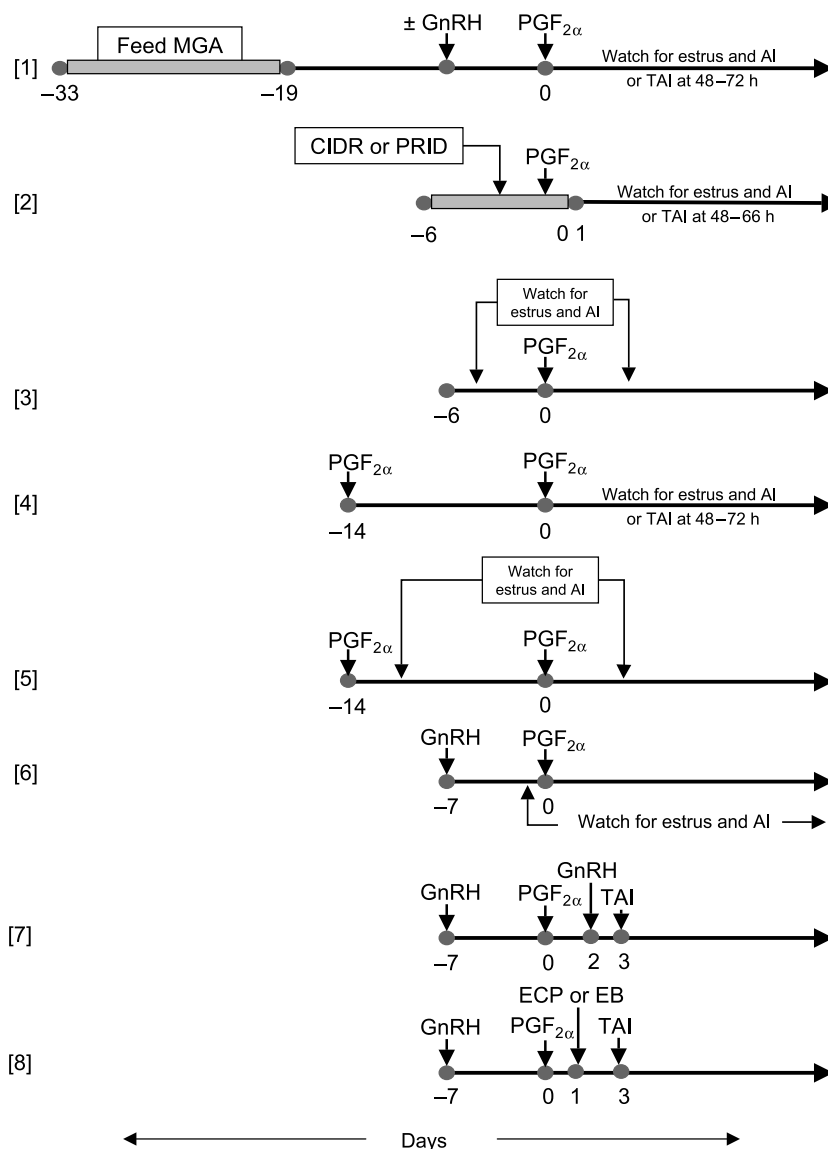 ± GnRH PGF2α
Feed MGA
[1] Watch for estrus and AI
or TAI at 48–72 h
–33 –19 0
CIDR or PRID PGF2α
[2] Watch for estrus and AI
or TAI at 48–66 h
–6 0 1
Watch for
estrus and AI
PGF2α
[3]
–6 0
PGF2α PGF2α
[4] Watch for estrus and AI
or TAI at 48–72 h
–14 0
Watch for
estrus and AI
PGF2α PGF2α
[5]
–14 0
GnRH PGF2α
[6]
–7 0
Watch for estrus and AI
GnRH
GnRH PGF2α TAI
[7]
–7 0 2 3
ECP or EB
GnRH PGF2α TAI
[8]
–7 0 1 3
Days